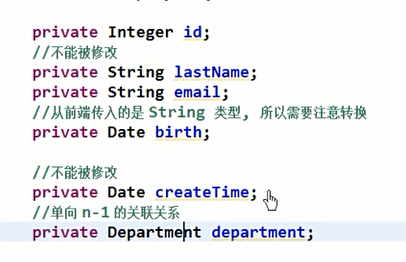 private Integer id;
//不能被修改
private String lastName;
private String email;
//从前端传入的是 String 类型, 所以需要注意转换
private Date birth;
//不能被修改
private Date createTime;
//单向 n-1 的关联关系
private Department department;